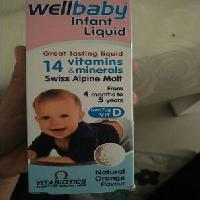 wellbaby
Infant
Liquid
Great tasting liquid
14 vitamins
& minerals
Swiss Alpine Malt
From
4 months to
5 years
VIT D
VITABIOTICS
Natural
Orange
Flavour